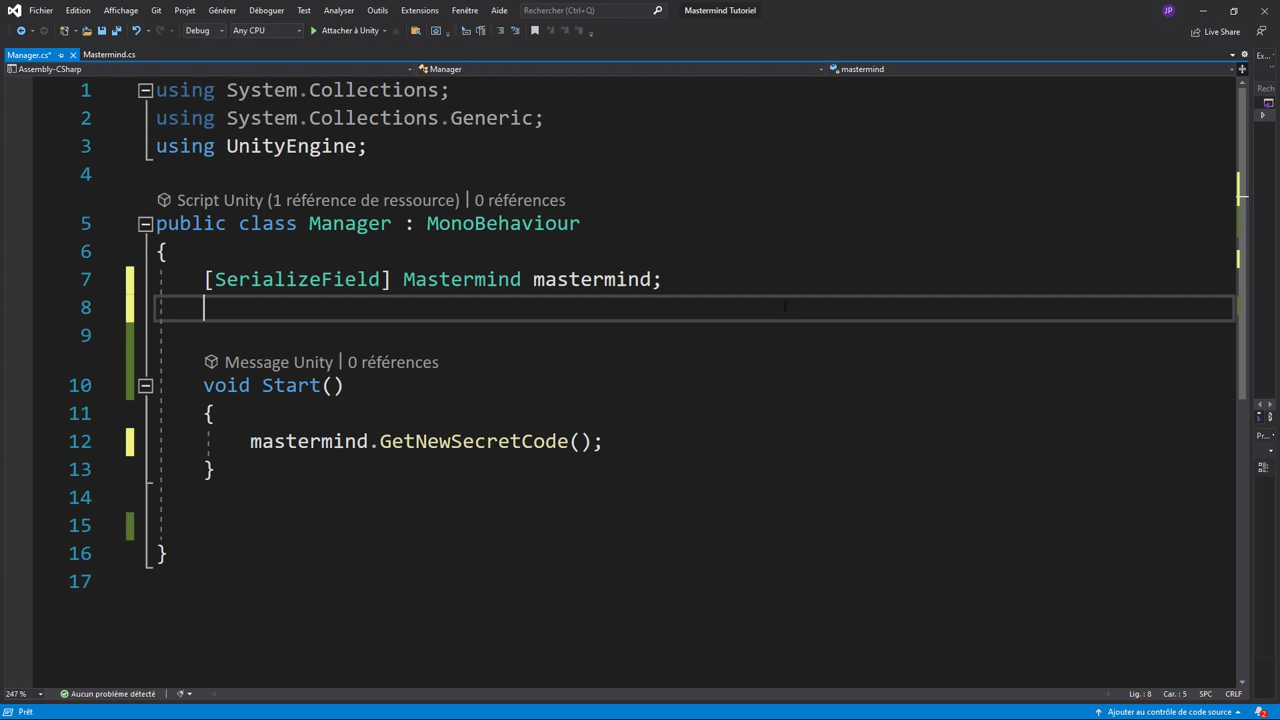 Fichier Edition Affichage Git Projet Générer Déboguer Test Analyser Outils Extensions Fenêtre Aide Rechercher (Ctrl+Q) Mastermind Tutoriel JP
Debug Any CPU Attacher à Unity Live Share
Manager.cs* Mastermind.cs Ex...
Assembly-CSharp Manager mastermind
Rech
1 using System.Collections;
2 using System.Collections.Generic;
3 using UnityEngine;
4
Script Unity (1 référence de ressource) | 0 références
5 public class Manager : MonoBehaviour
6 {
7 [SerializeField] Mastermind mastermind;
8
9
Message Unity | 0 références
10 void Start()
11 {
12 mastermind.GetNewSecretCode();
13 }
14
Pr...
15
16 }
17
247 % Aucun problème détecté Lig. : 8 Car. : 5 SPC CRLF
Prêt Ajouter au contrôle de code source 2